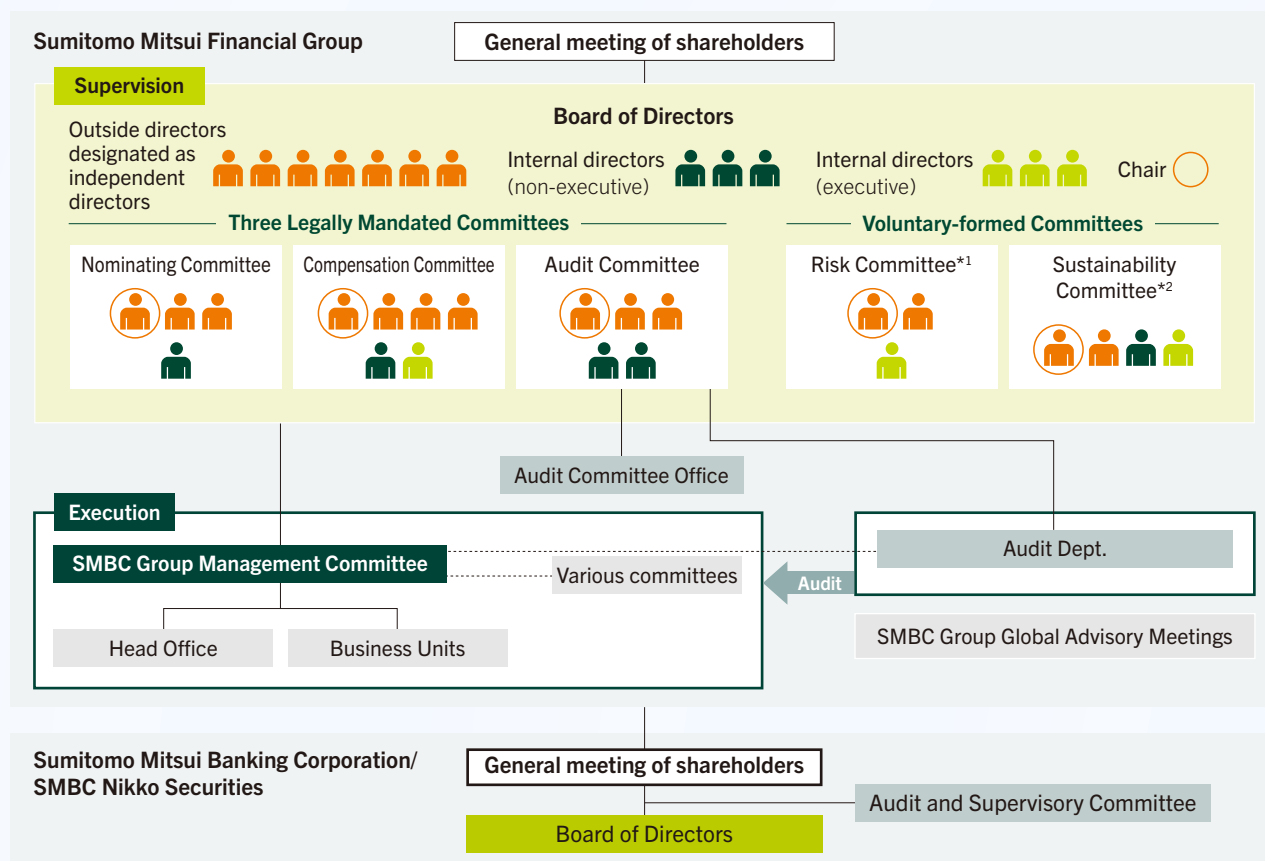 Sumitomo Mitsui Financial Group
General meeting of shareholders
Supervision
Board of Directors
Outside directors
designated as
independent
directors
Internal directors
(non-executive)
Internal directors
(executive)
Chair
Three Legally Mandated Committees
Voluntary-formed Committees
Nominating Committee
Compensation Committee
Audit Committee
Risk Committee*1
Sustainability
Committee*2
Audit Committee Office
Execution
SMBC Group Management Committee
Various committees
Audit Dept.
Audit
Head Office
Business Units
SMBC Group Global Advisory Meetings
Sumitomo Mitsui Banking Corporation/
SMBC Nikko Securities
General meeting of shareholders
Audit and Supervisory Committee
Board of Directors